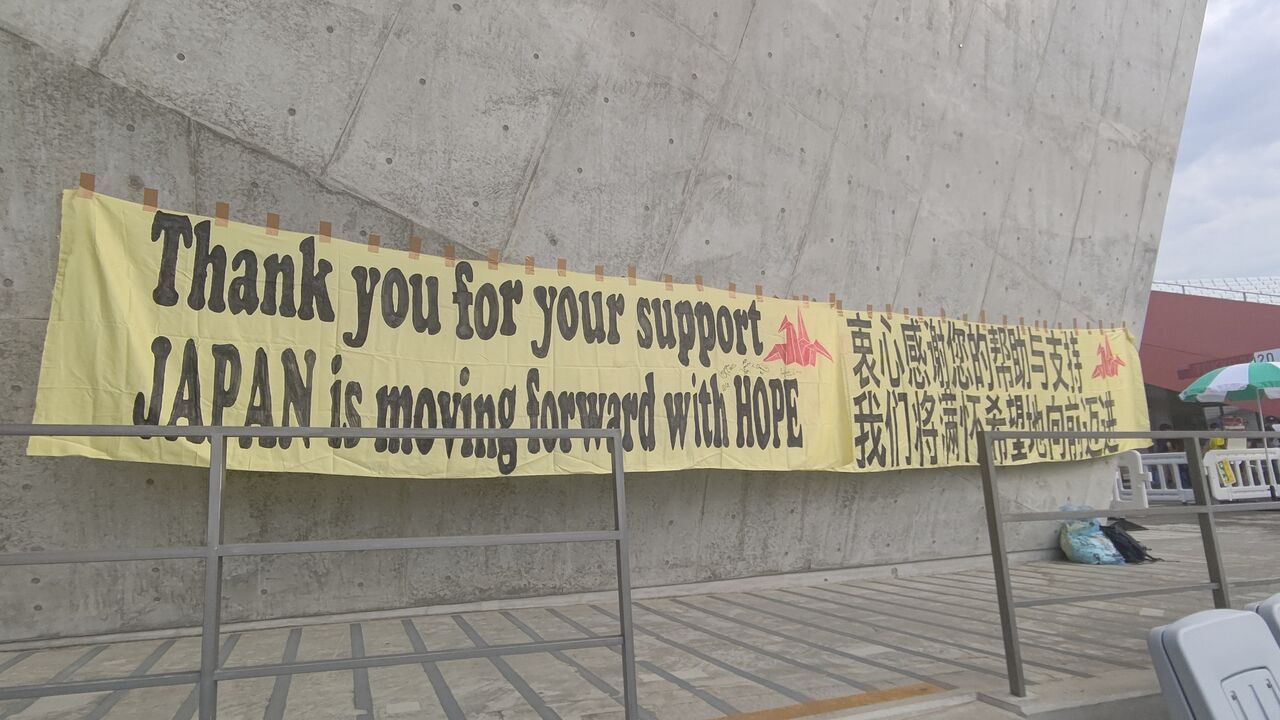 Thank you for your support
JAPAN is moving forward with HOPE
衷心感谢您的帮助与支持
我们将满怀希望地向前迈进
20